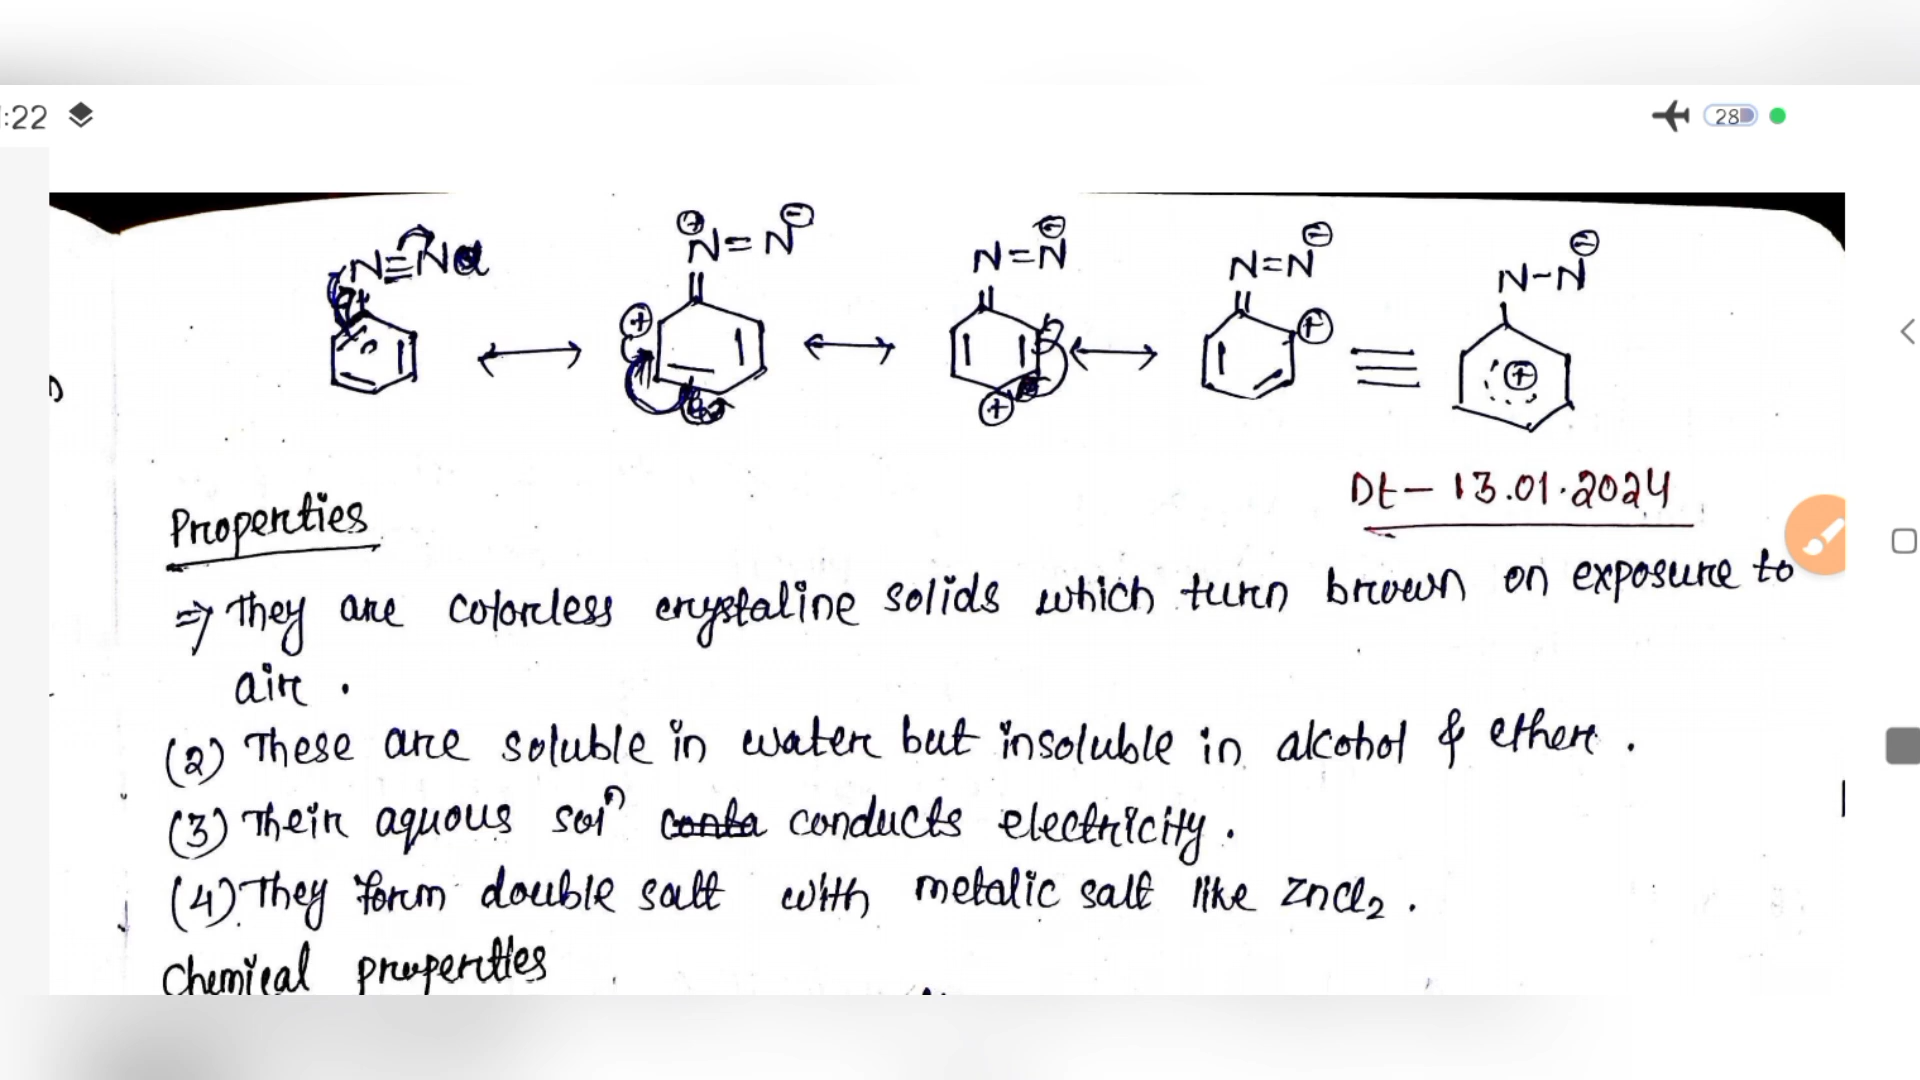 :22
28
N≡N
⊕ N=N ⊖
N=N ⊖
N=N ⊖
N-N ⊖
Dt- 13.01.2024
Properties
⇒ They are colorless crystaline solids which turn brown on exposure to
air .
(2) These are soluble in water but insoluble in alcohol & ether .
(3) Their aquous solⁿ conducts electricity .
(4) They form double salt with metalic salt like ZnCl₂ .
Chemical properties